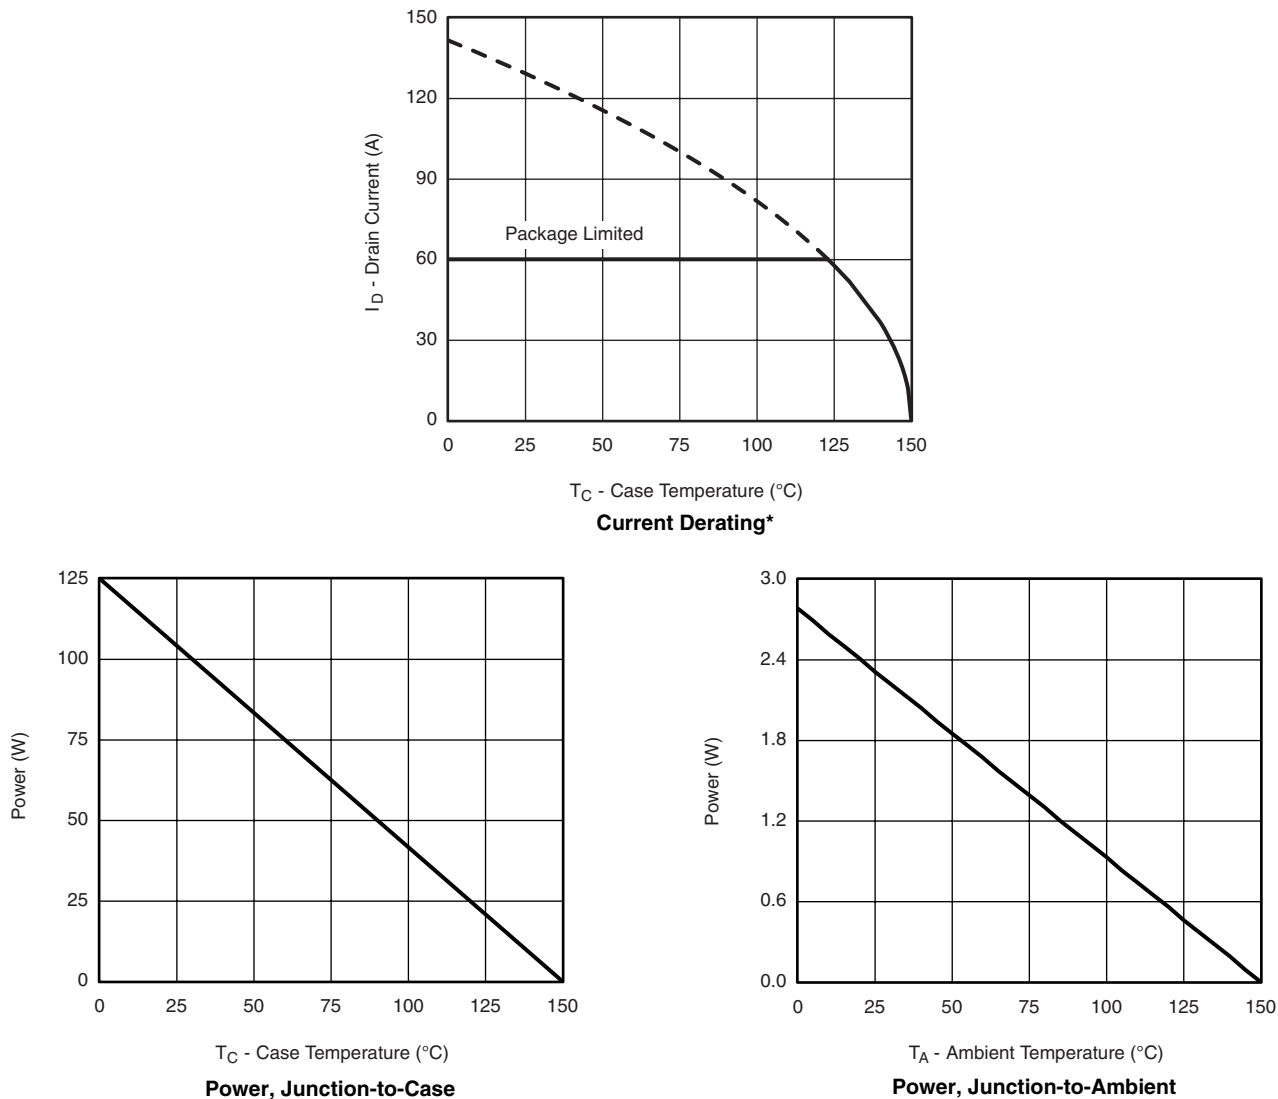 150
120
90
60
30
0
I_D - Drain Current (A)
Package Limited
0 25 50 75 100 125 150
T_C - Case Temperature (°C)
Current Derating*
125
100
75
50
25
0
Power (W)
0 25 50 75 100 125 150
T_C - Case Temperature (°C)
Power, Junction-to-Case
3.0
2.4
1.8
1.2
0.6
0.0
Power (W)
0 25 50 75 100 125 150
T_A - Ambient Temperature (°C)
Power, Junction-to-Ambient